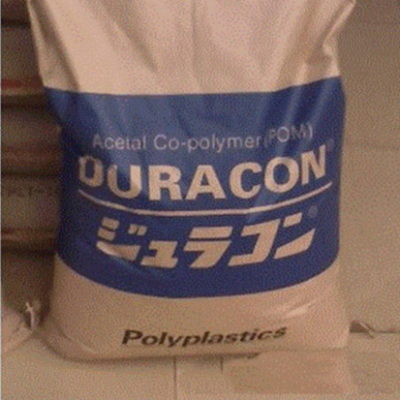 Acetal Co-polymer (POM)
DURACON®
ジュラコン®
Polyplastics